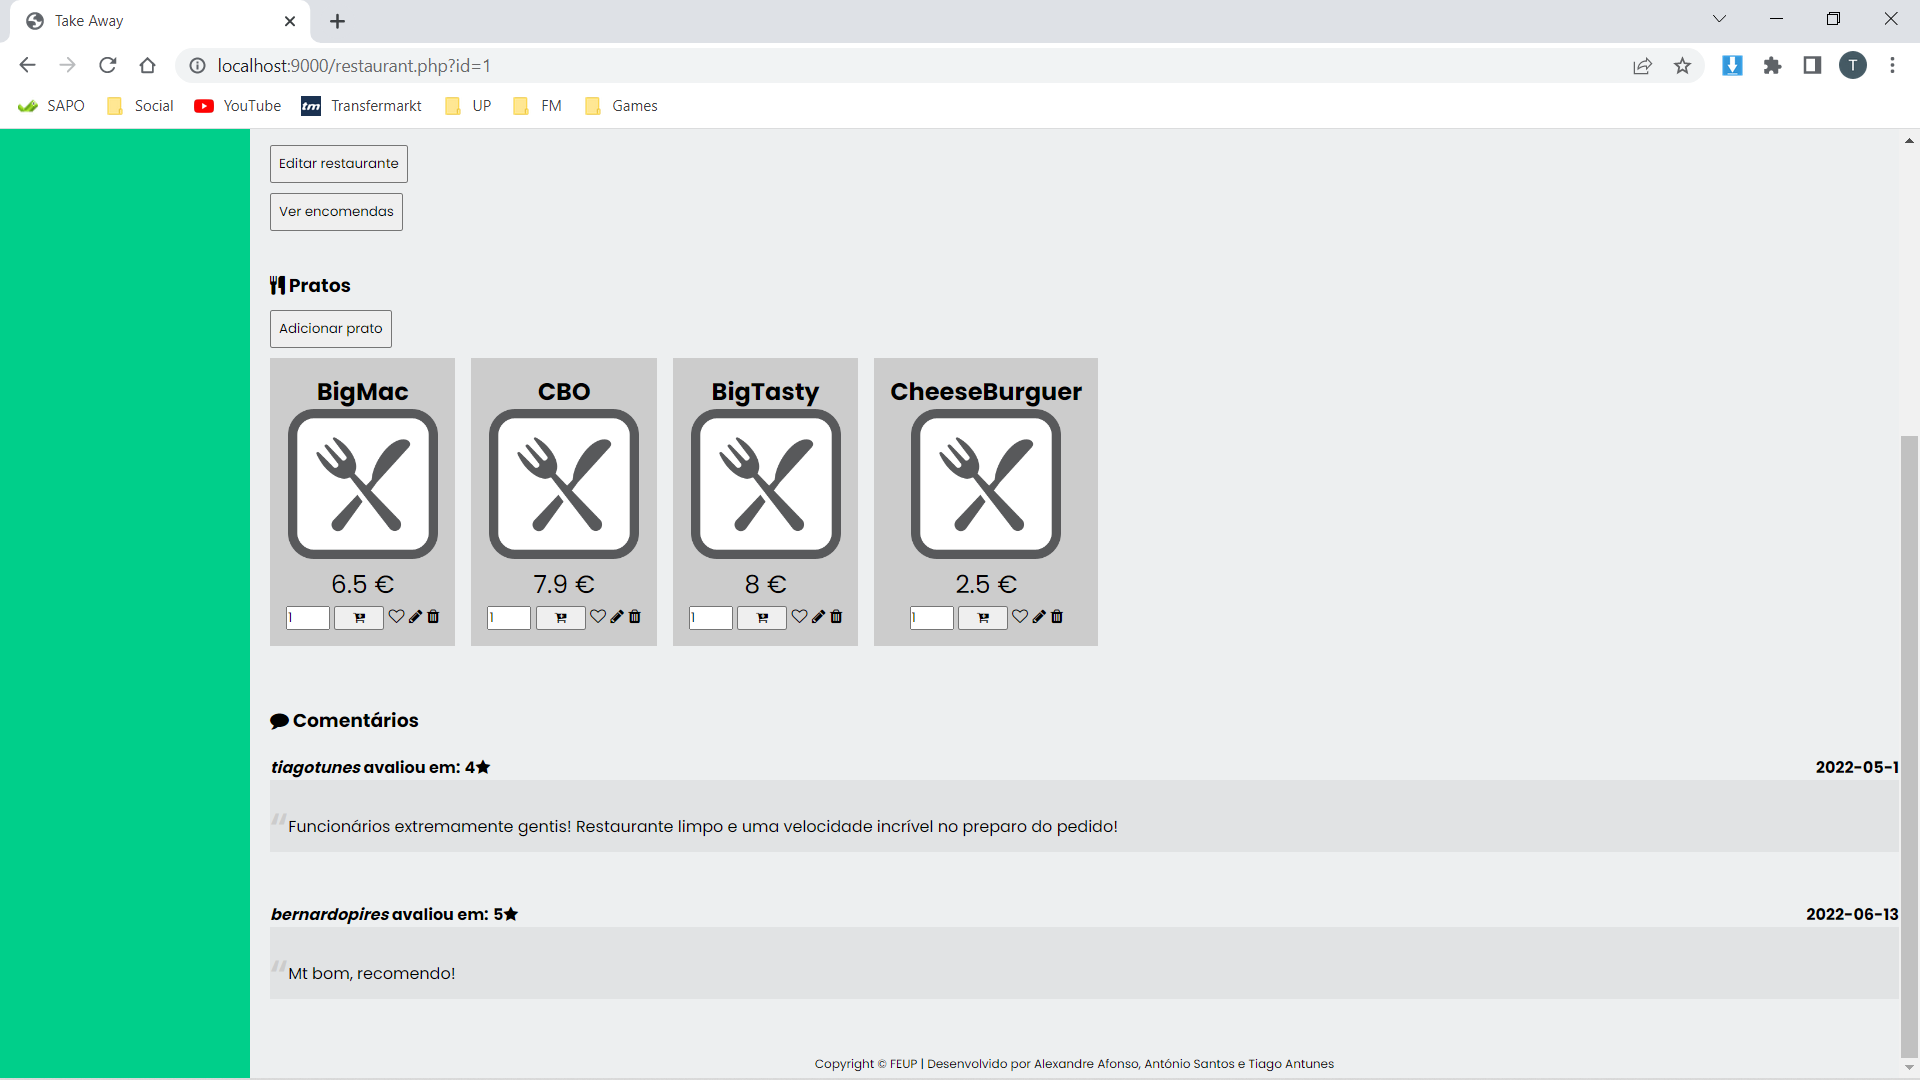 Take Away
localhost:9000/restaurant.php?id=1
T
SAPO Social YouTube tm Transfermarkt UP FM Games
Editar restaurante
Ver encomendas
Pratos
Adicionar prato
BigMac CBO BigTasty CheeseBurguer
6.5 € 7.9 € 8 € 2.5 €
1 1 1 1
Comentários
tiagotunes avaliou em: 4★ 2022-05-1
“Funcionários extremamente gentis! Restaurante limpo e uma velocidade incrível no preparo do pedido!
bernardopires avaliou em: 5★ 2022-06-13
“Mt bom, recomendo!
Copyright © FEUP | Desenvolvido por Alexandre Afonso, António Santos e Tiago Antunes